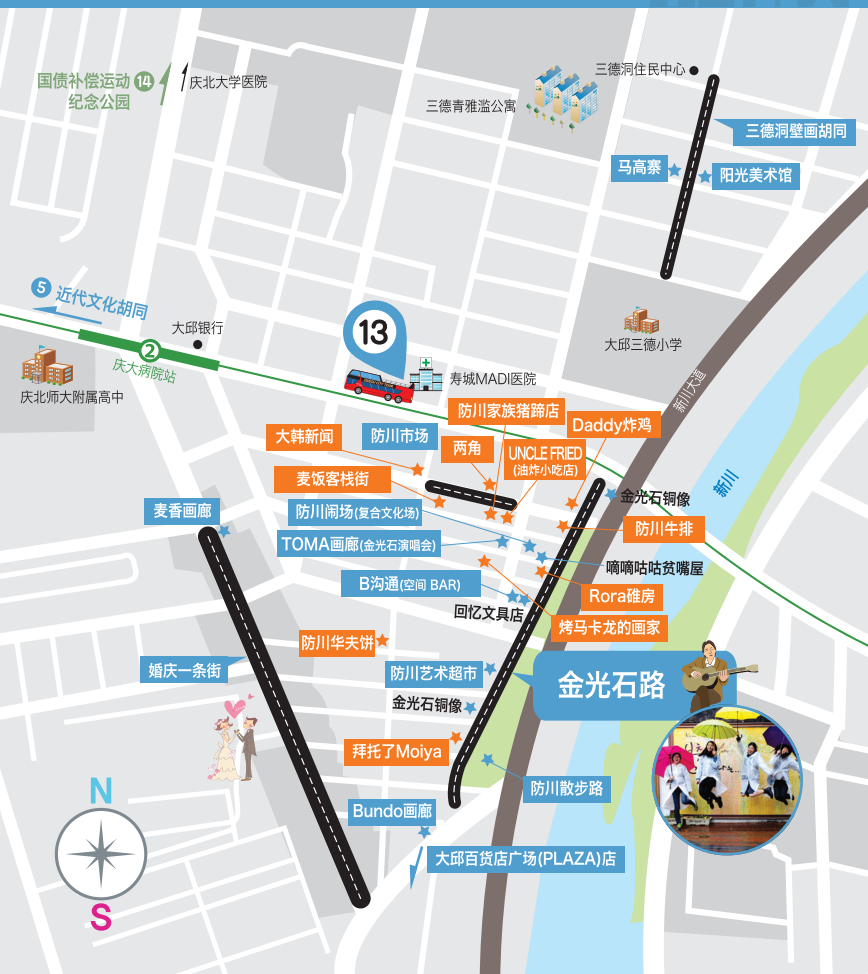 国债补偿运动 14
纪念公园
庆北大学医院
三德洞住民中心
三德青雅滥公寓
三德洞壁画胡同
马高寨
阳光美术馆
5 近代文化胡同
大邱银行
2
庆大病院站
庆北师大附属高中
13
寿城MADI医院
大邱三德小学
新川大道
新川
防川家族猪蹄店
Daddy炸鸡
大韩新闻
防川市场
两角
UNCLE FRIED
(油炸小吃店)
麦饭客栈街
金光石铜像
麦香画廊
防川闹场(复合文化场)
防川牛排
TOMA画廊(金光石演唱会)
嘀嘀咕咕贫嘴屋
B沟通(空间 BAR)
Rora碓房
回忆文具店
烤马卡龙的画家
防川华夫饼
婚庆一条街
防川艺术超市
金光石路
金光石铜像
拜托了Moiya
防川散步路
N
Bundo画廊
大邱百货店广场(PLAZA)店
S